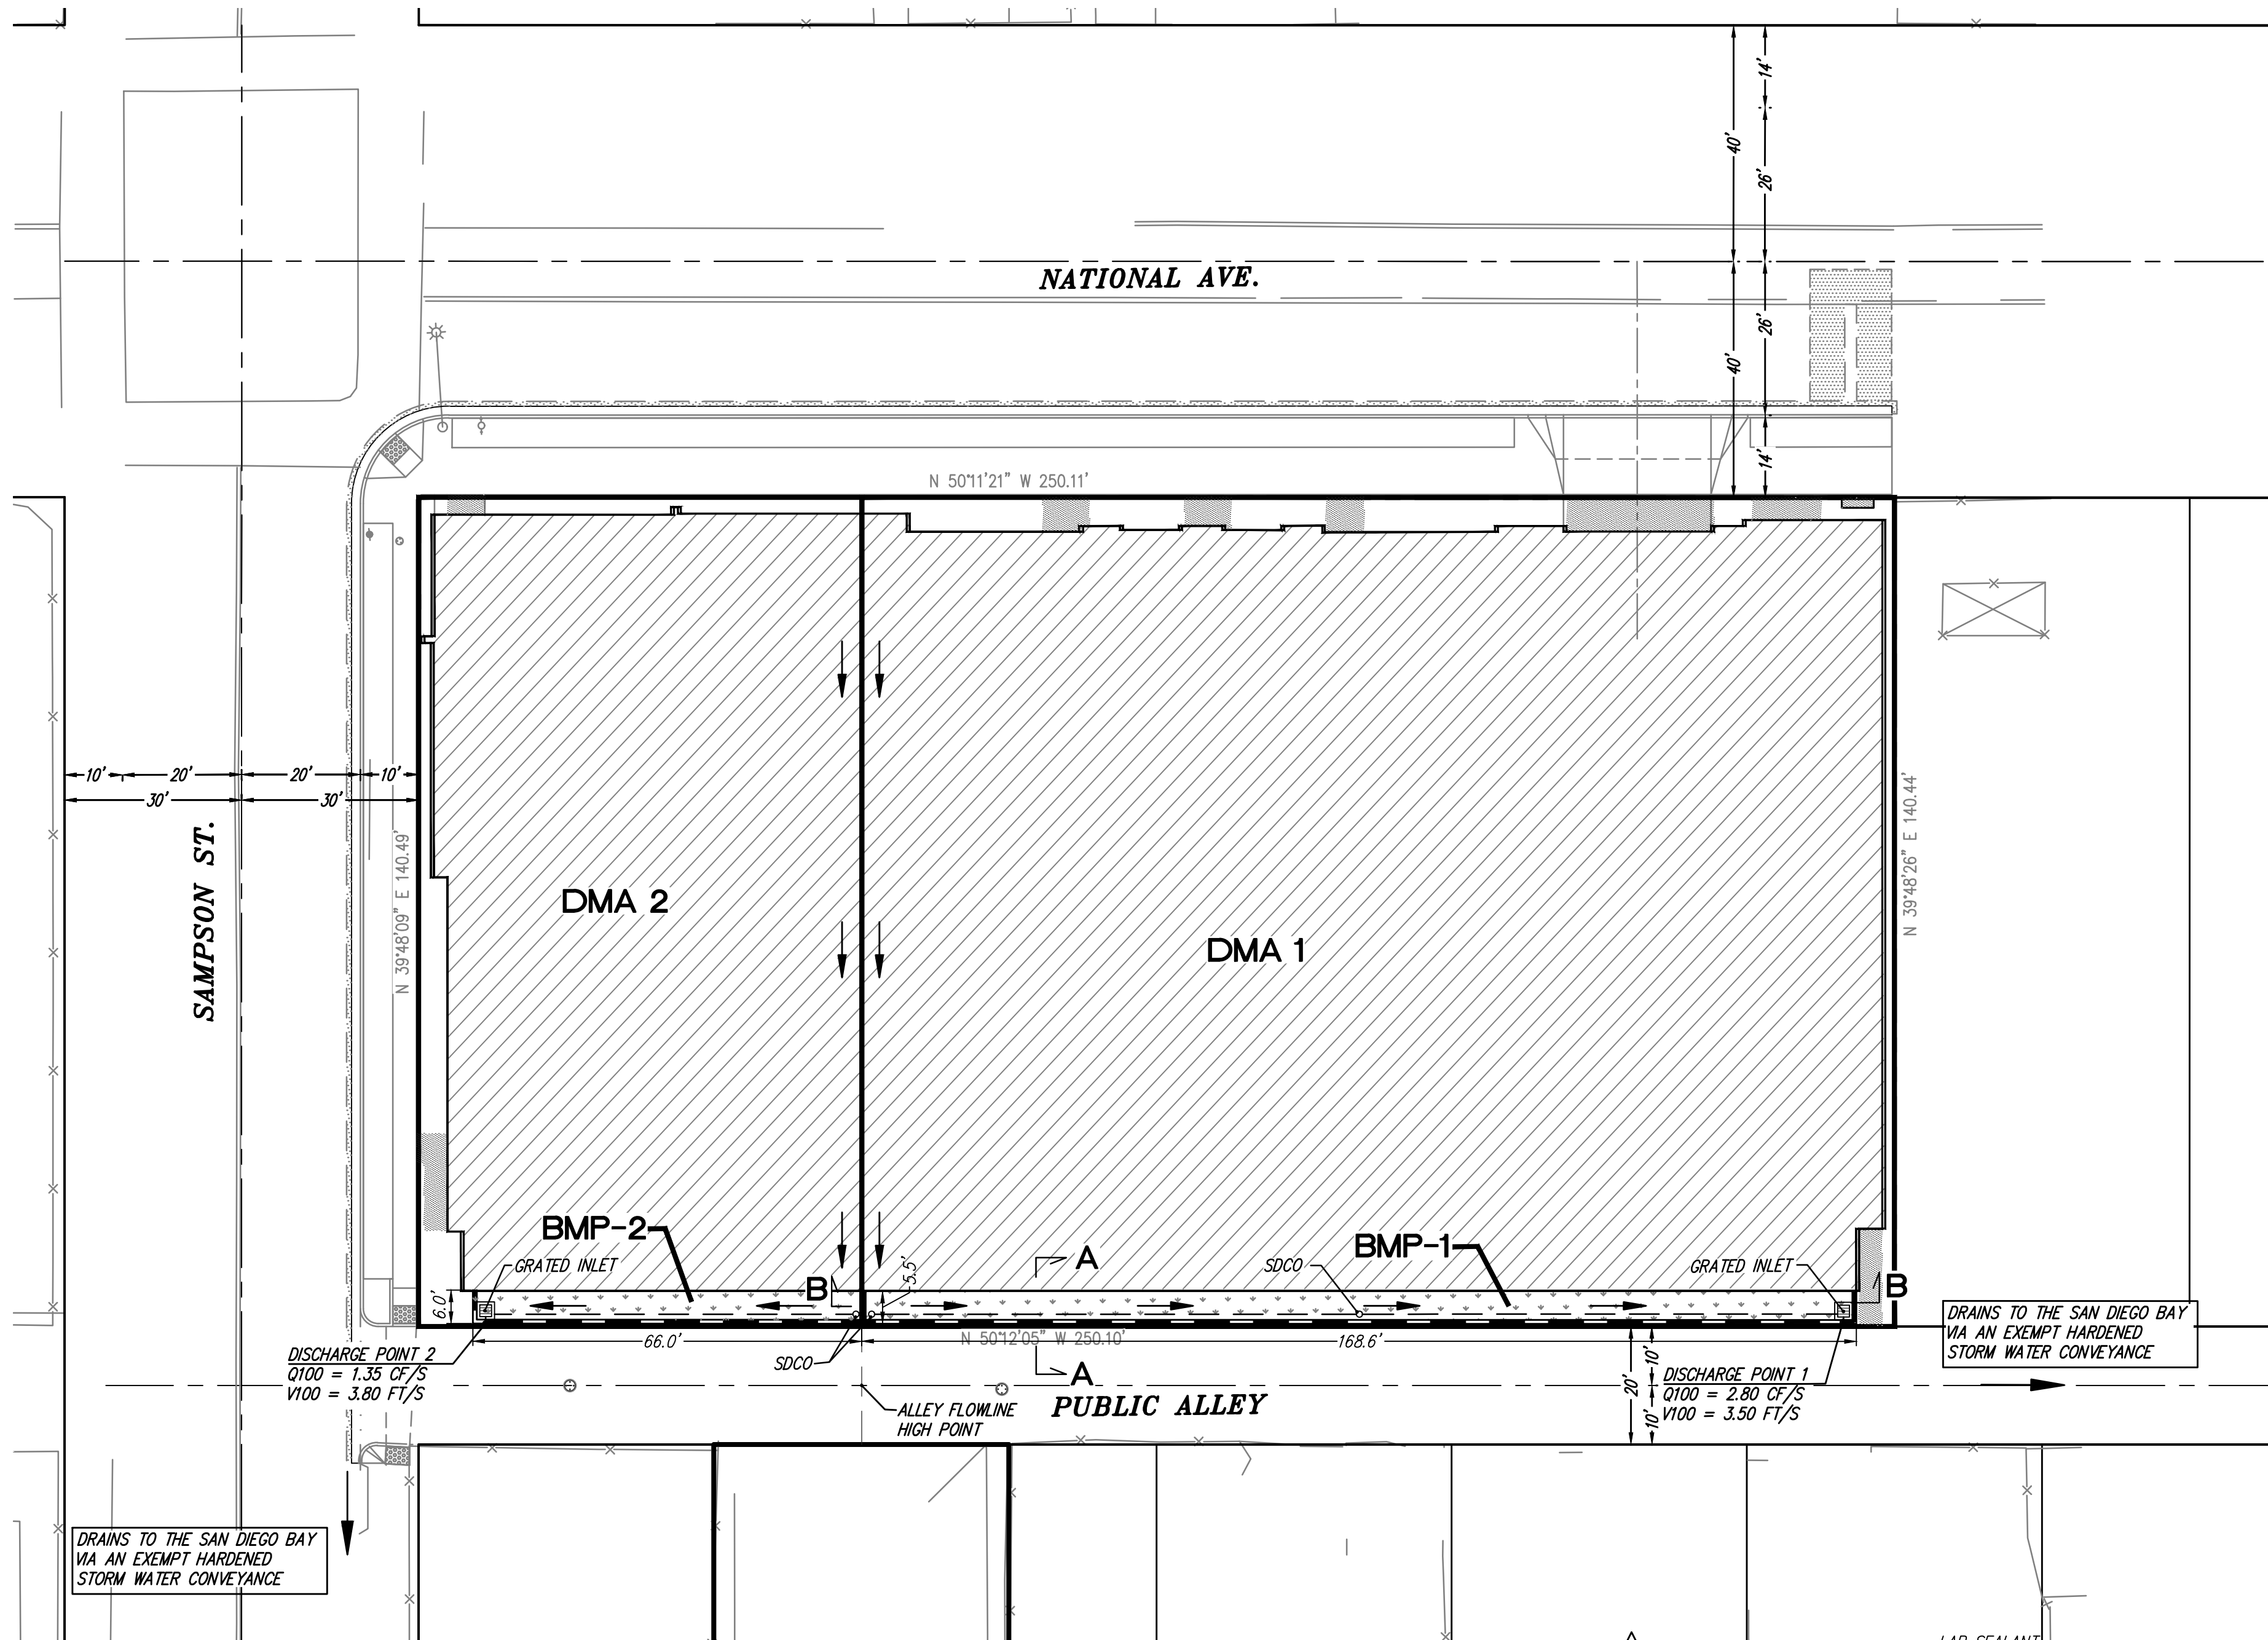 14'
40'
26'
NATIONAL AVE.
26'
40'
14'
N 50°11'21" W 250.11'
10'
20'
20'
10'
30'
30'
SAMPSON ST.
N 39°48'09" E 140.49'
N 39°48'26" E 140.44'
DMA 2
DMA 1
BMP-2
GRATED INLET
B
5.5'
A
SDCO
BMP-1
GRATED INLET
B
6.0'
66.0'
N 50°12'05" W 250.10'
168.6'
SDCO
A
DISCHARGE POINT 2
Q100 = 1.35 CF/S
V100 = 3.80 FT/S
ALLEY FLOWLINE
HIGH POINT
PUBLIC ALLEY
20'
10'
10'
DISCHARGE POINT 1
Q100 = 2.80 CF/S
V100 = 3.50 FT/S
DRAINS TO THE SAN DIEGO BAY
VIA AN EXEMPT HARDENED
STORM WATER CONVEYANCE
DRAINS TO THE SAN DIEGO BAY
VIA AN EXEMPT HARDENED
STORM WATER CONVEYANCE